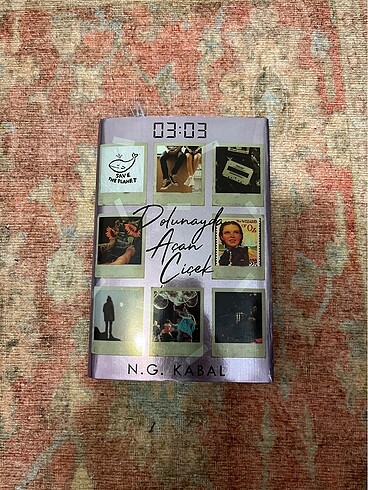 03:03
SAVE
THE PLANET
Dolunayda
Açan
Çiçek
N.G. KABAL